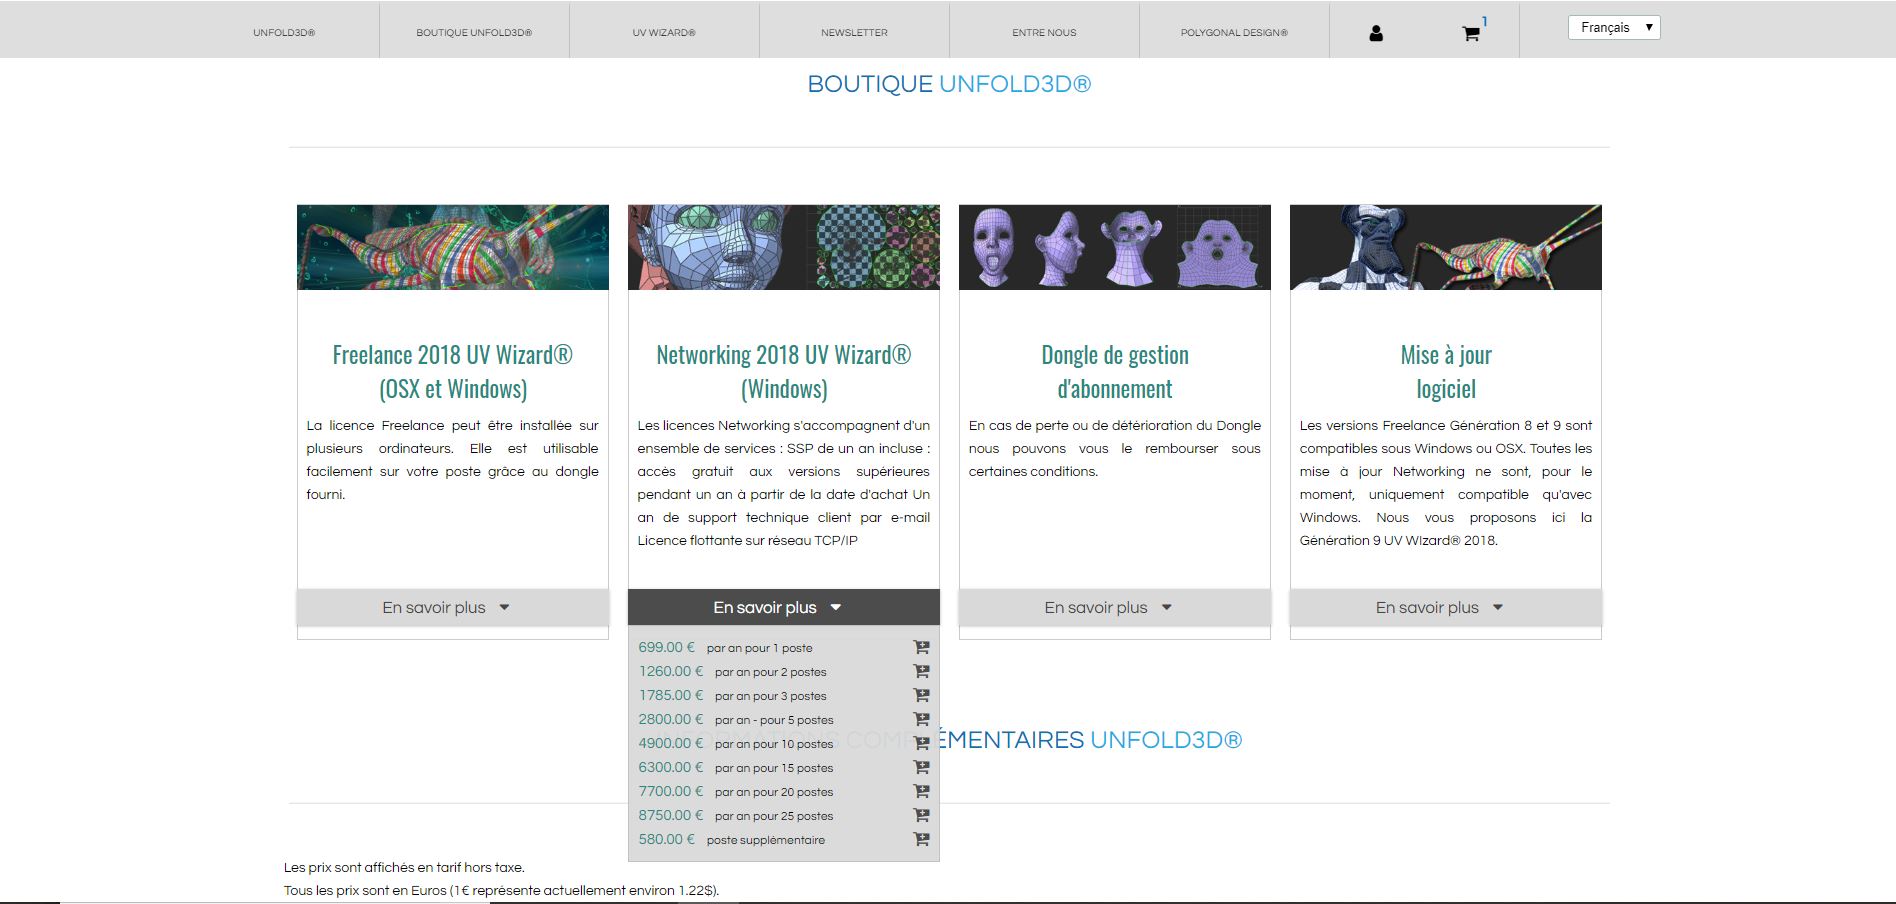 UNFOLD3D®
BOUTIQUE UNFOLD3D®
UV WIZARD®
NEWSLETTER
ENTRE NOUS
POLYGONAL DESIGN®
1
Français
BOUTIQUE UNFOLD3D®
Freelance 2018 UV Wizard®
(OSX et Windows)
La licence Freelance peut être installée sur
plusieurs ordinateurs. Elle est utilisable
facilement sur votre poste grâce au dongle
fourni.
En savoir plus
Networking 2018 UV Wizard®
(Windows)
Les licences Networking s'accompagnent d'un
ensemble de services : SSP de un an incluse :
accès gratuit aux versions supérieures
pendant un an à partir de la date d'achat Un
an de support technique client par e-mail
Licence flottante sur réseau TCP/IP
En savoir plus
699.00 € par an pour 1 poste
1260.00 € par an pour 2 postes
1785.00 € par an pour 3 postes
2800.00 € par an - pour 5 postes
4900.00 € par an pour 10 postes
6300.00 € par an pour 15 postes
7700.00 € par an pour 20 postes
8750.00 € par an pour 25 postes
580.00 € poste supplémentaire
Dongle de gestion
d'abonnement
En cas de perte ou de détérioration du Dongle
nous pouvons vous le rembourser sous
certaines conditions.
En savoir plus
Mise à jour
logiciel
Les versions Freelance Génération 8 et 9 sont
compatibles sous Windows ou OSX. Toutes les
mise à jour Networking ne sont, pour le
moment, uniquement compatible qu'avec
Windows. Nous vous proposons ici la
Génération 9 UV Wizard® 2018.
En savoir plus
INFORMATIONS COMPLÉMENTAIRES UNFOLD3D®
Les prix sont affichés en tarif hors taxe.
Tous les prix sont en Euros (1€ représente actuellement environ 1.22$).